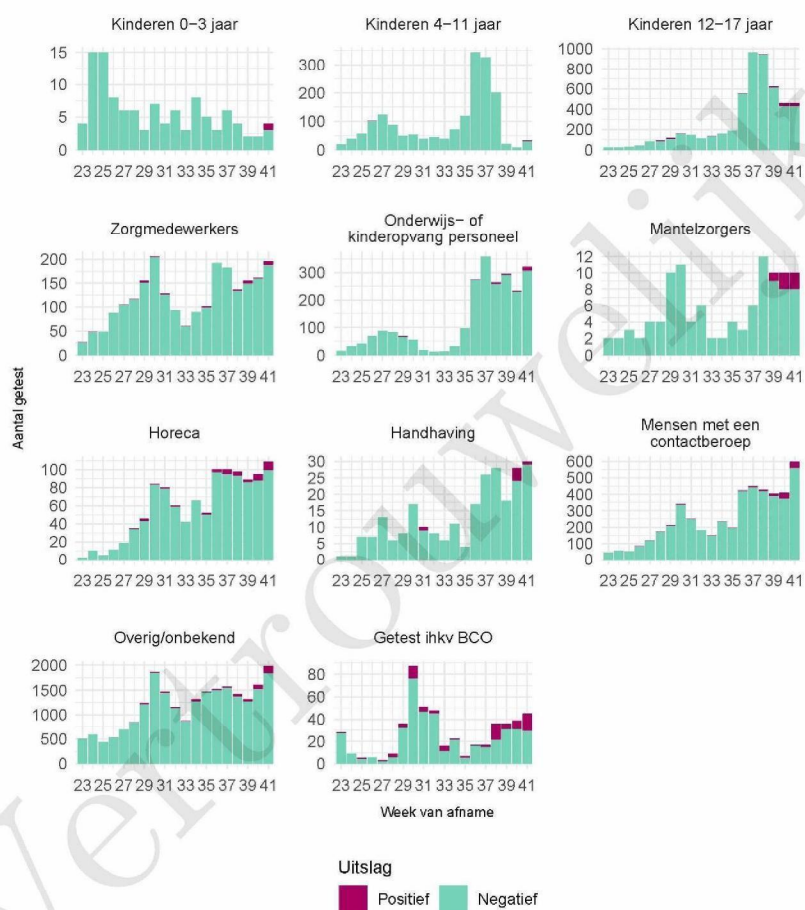 Kinderen 0−3 jaar
Kinderen 4−11 jaar
Kinderen 12−17 jaar
15
10
5
0
23 25 27 29 31 33 35 37 39 41
300
200
100
0
23 25 27 29 31 33 35 37 39 41
1000
800
600
400
200
0
23 25 27 29 31 33 35 37 39 41
Zorgmedewerkers
Onderwijs− of
kinderopvang personeel
Mantelzorgers
200
150
100
50
0
23 25 27 29 31 33 35 37 39 41
300
200
100
0
23 25 27 29 31 33 35 37 39 41
12
10
8
6
4
2
0
23 25 27 29 31 33 35 37 39 41
Aantal getest
Horeca
Handhaving
Mensen met een
contactberoep
100
80
60
40
20
0
23 25 27 29 31 33 35 37 39 41
30
25
20
15
10
5
0
23 25 27 29 31 33 35 37 39 41
600
500
400
300
200
100
0
23 25 27 29 31 33 35 37 39 41
Overig/onbekend
Getest ihkv BCO
2000
1500
1000
500
0
23 25 27 29 31 33 35 37 39 41
80
60
40
20
0
23 25 27 29 31 33 35 37 39 41
Week van afname
Uitslag
Positief
Negatief
Vertrouwelijk